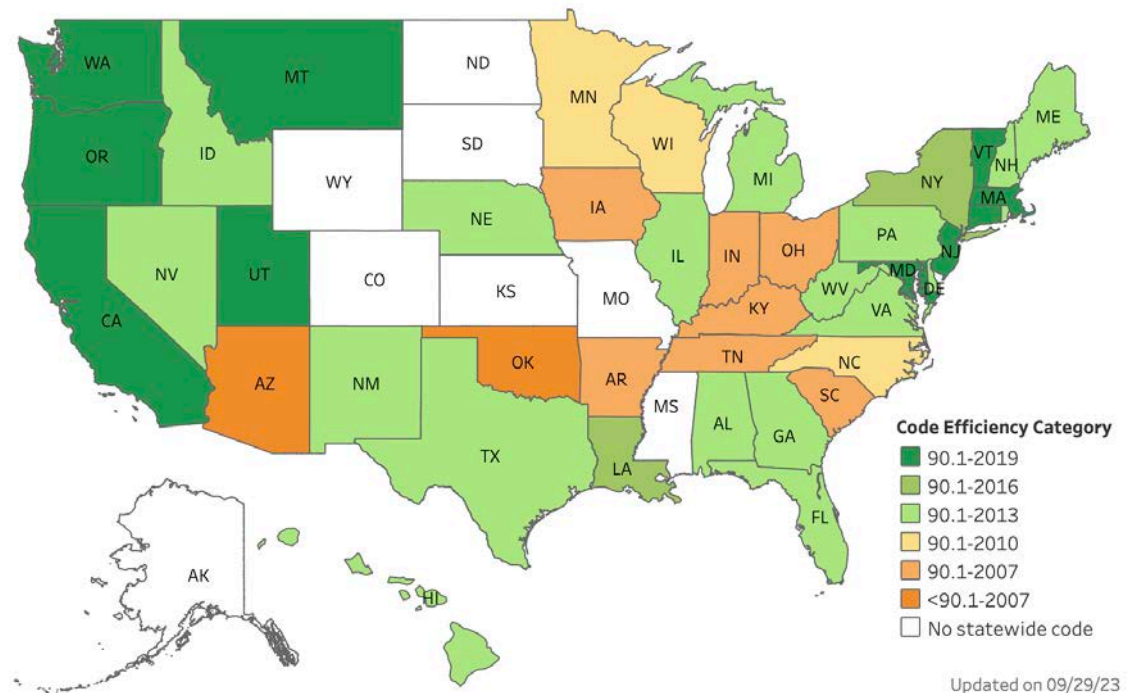 WA
MT
ND
MN
ME
OR
ID
SD
WI
VT
NH
WY
MI
NY
MA
NE
IA
PA
NJ
NV
UT
CO
IL
IN
OH
MD
DE
CA
KS
MO
WV
VA
KY
AZ
NM
OK
AR
TN
NC
SC
MS
AL
GA
TX
LA
FL
AK
HI
Code Efficiency Category
90.1-2019
90.1-2016
90.1-2013
90.1-2010
90.1-2007
<90.1-2007
No statewide code
Updated on 09/29/23